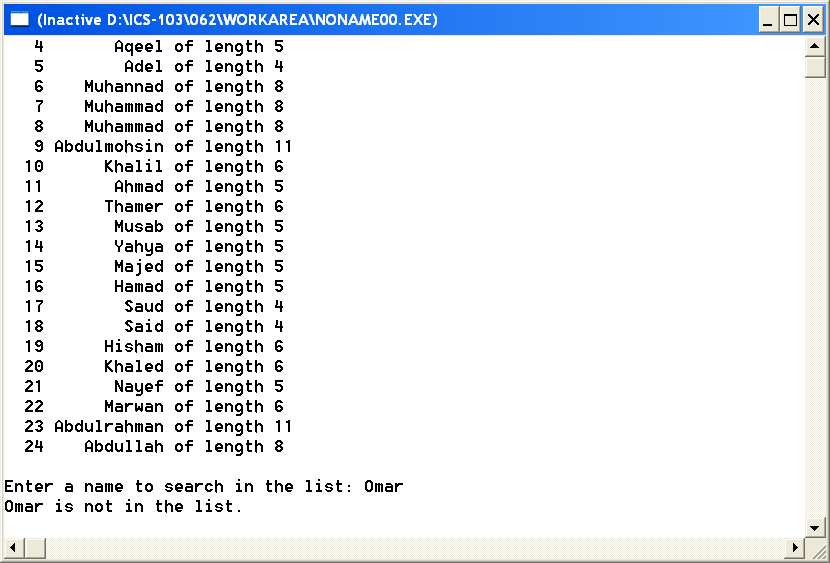 (Inactive D:\ICS-103\062\WORKAREA\NONAME00.EXE)
4 Aqeel of length 5
5 Adel of length 4
6 Muhannad of length 8
7 Muhammad of length 8
8 Muhammad of length 8
9 Abdulmohsin of length 11
10 Khalil of length 6
11 Ahmad of length 5
12 Thamer of length 6
13 Musab of length 5
14 Yahya of length 5
15 Majed of length 5
16 Hamad of length 5
17 Saud of length 4
18 Said of length 4
19 Hisham of length 6
20 Khaled of length 6
21 Nayef of length 5
22 Marwan of length 6
23 Abdulrahman of length 11
24 Abdullah of length 8
Enter a name to search in the list: Omar
Omar is not in the list.